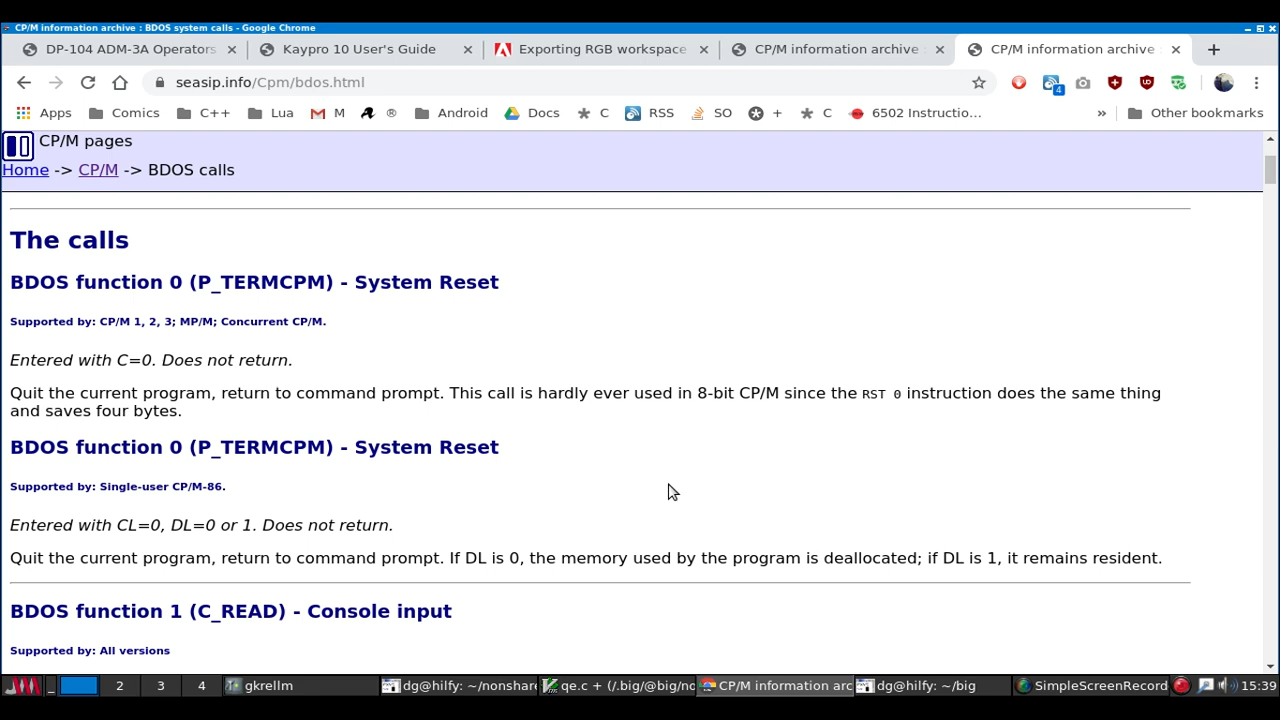 CP/M information archive : BDOS system calls - Google Chrome
DP-104 ADM-3A Operators
Kaypro 10 User's Guide
Exporting RGB workspace
CP/M information archive :
CP/M information archive
seasip.info/Cpm/bdos.html
4
Apps Comics C++ Lua M ® Android Docs C RSS SO + C 6502 Instructio... » Other bookmarks
CP/M pages
Home -> CP/M -> BDOS calls
The calls
BDOS function 0 (P_TERMCPM) - System Reset
Supported by: CP/M 1, 2, 3; MP/M; Concurrent CP/M.
Entered with C=0. Does not return.
Quit the current program, return to command prompt. This call is hardly ever used in 8-bit CP/M since the RST 0 instruction does the same thing
and saves four bytes.
BDOS function 0 (P_TERMCPM) - System Reset
Supported by: Single-user CP/M-86.
Entered with CL=0, DL=0 or 1. Does not return.
Quit the current program, return to command prompt. If DL is 0, the memory used by the program is deallocated; if DL is 1, it remains resident.
BDOS function 1 (C_READ) - Console input
Supported by: All versions
2 3 4 gkrellm dg@hilfy: ~/nonshare qe.c + (/.big/@big/no CP/M information arc dg@hilfy: ~/big SimpleScreenRecord 15:39